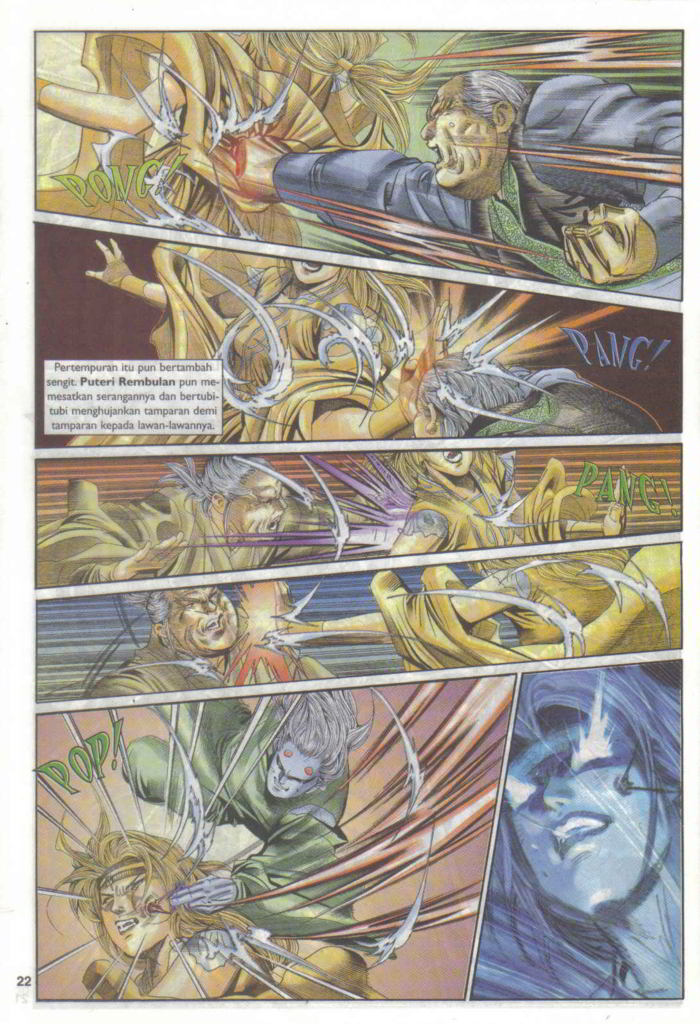 PONG!
PANG!
Pertempuran itu pun bertambah
sengit. Puteri Rembulan pun me-
mesatkan serangannya dan bertubi-
tubi menghujankan tamparan demi
tamparan kepada lawan-lawannya.
PANG!
POP!
22